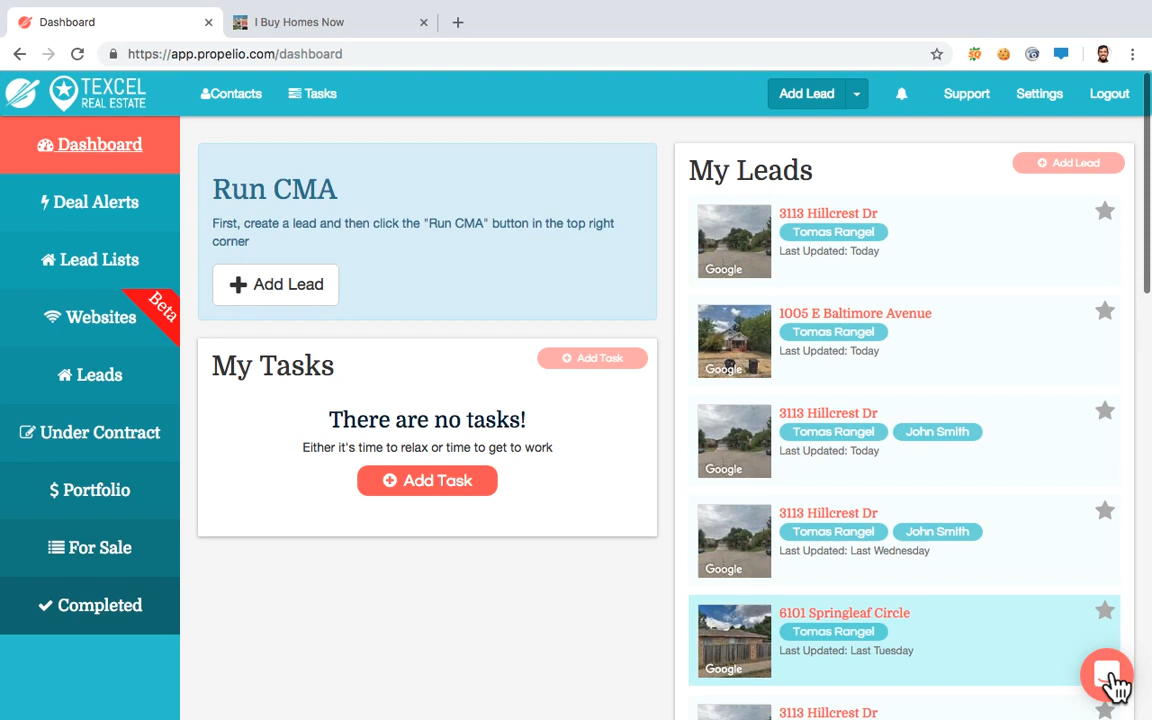 Dashboard
I Buy Homes Now
https://app.propelio.com/dashboard
TEXCEL
REAL ESTATE
Contacts
Tasks
Add Lead
Support
Settings
Logout
Dashboard
Deal Alerts
Lead Lists
Websites
Beta
Leads
Under Contract
Portfolio
For Sale
Completed
Run CMA
First, create a lead and then click the "Run CMA" button in the top right
corner
Add Lead
My Tasks
Add Task
There are no tasks!
Either it's time to relax or time to get to work
Add Task
My Leads
Add Lead
3113 Hillcrest Dr
Tomas Rangel
Last Updated: Today
Google
1005 E Baltimore Avenue
Tomas Rangel
Last Updated: Today
Google
3113 Hillcrest Dr
Tomas Rangel John Smith
Last Updated: Today
Google
3113 Hillcrest Dr
Tomas Rangel John Smith
Last Updated: Last Wednesday
Google
6101 Springleaf Circle
Tomas Rangel
Last Updated: Last Tuesday
Google
3113 Hillcrest Dr